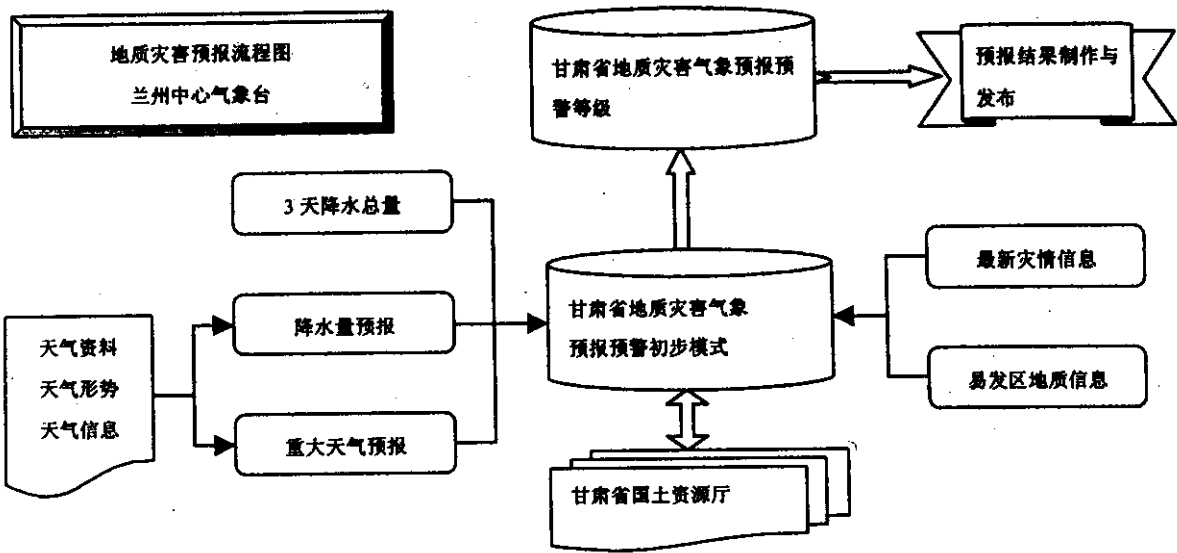 地质灾害预报流程图
兰州中心气象台
甘肃省地质灾害气象预报预
警等级
预报结果制作与
发布
3天降水总量
降水量预报
重大天气预报
天气资料
天气形势
天气信息
甘肃省地质灾害气象
预报预警初步模式
最新灾情信息
易发区地质信息
甘肃省国土资源厅